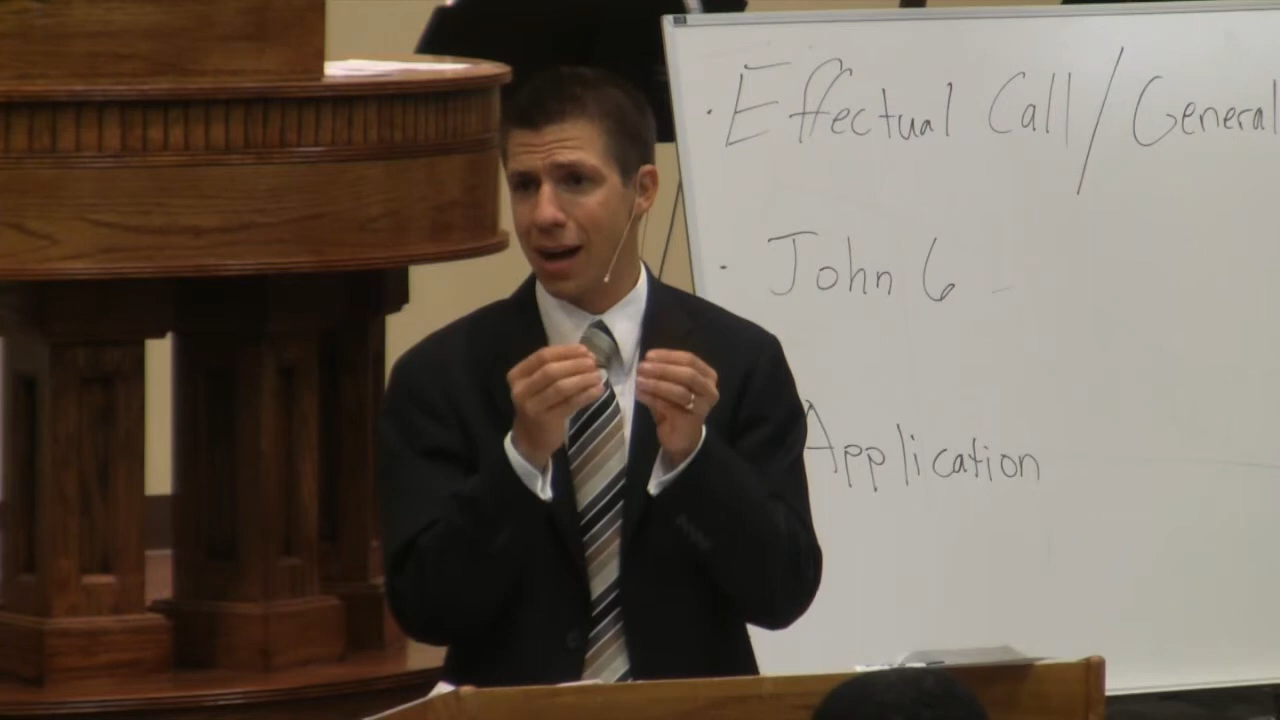 · Effectual Call / General
· John 6 -
Application